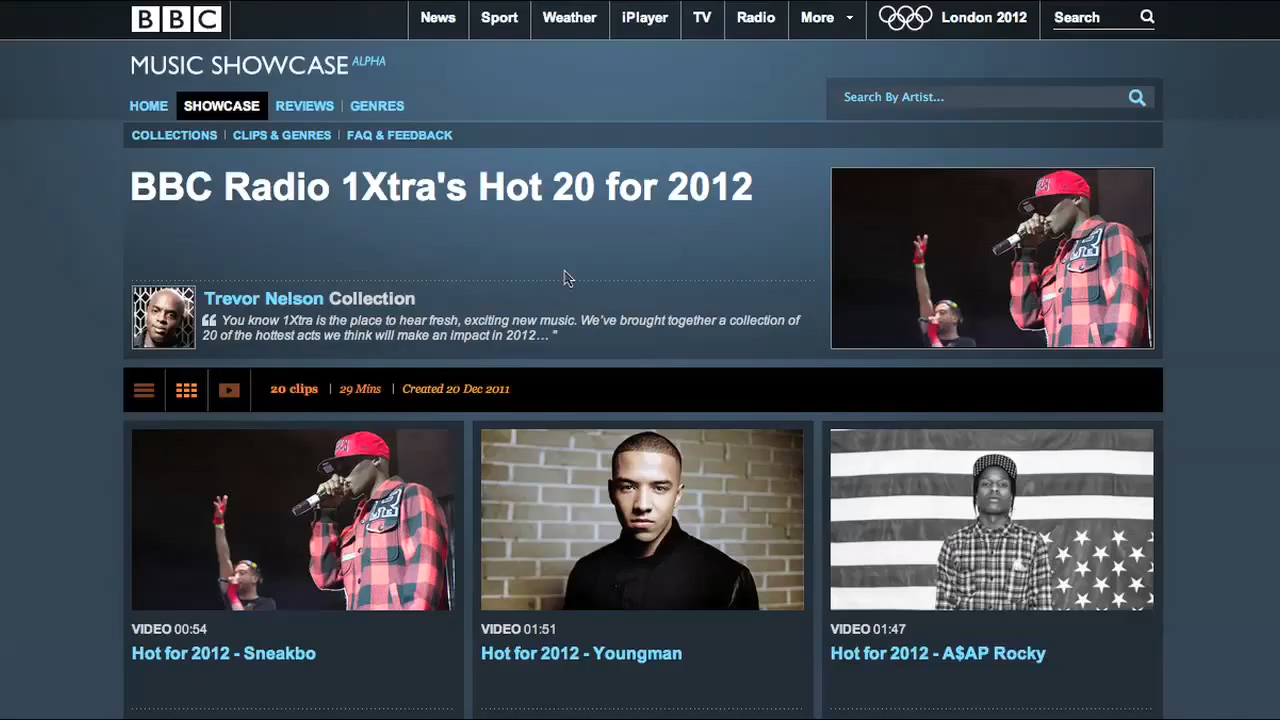 BBC News Sport Weather iPlayer TV Radio More London 2012 Search
MUSIC SHOWCASE ALPHA
HOME SHOWCASE REVIEWS | GENRES
Search By Artist...
COLLECTIONS | CLIPS & GENRES | FAQ & FEEDBACK
BBC Radio 1Xtra's Hot 20 for 2012
Trevor Nelson Collection
“ You know 1Xtra is the place to hear fresh, exciting new music. We've brought together a collection of
20 of the hottest acts we think will make an impact in 2012… ”
20 clips | 29 Mins | Created 20 Dec 2011
VIDEO 00:54
Hot for 2012 - Sneakbo
VIDEO 01:51
Hot for 2012 - Youngman
VIDEO 01:47
Hot for 2012 - A$AP Rocky